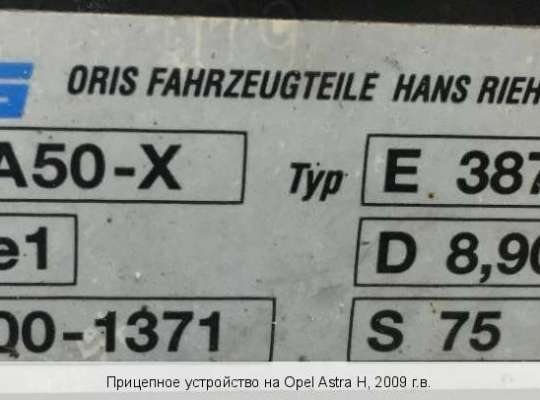 ORIS FAHRZEUGTEILE HANS RIEH
A50-X Typ E 387
e1 D 8,90
00-1371 S 75
Прицепное устройство на Opel Astra H, 2009 г.в.